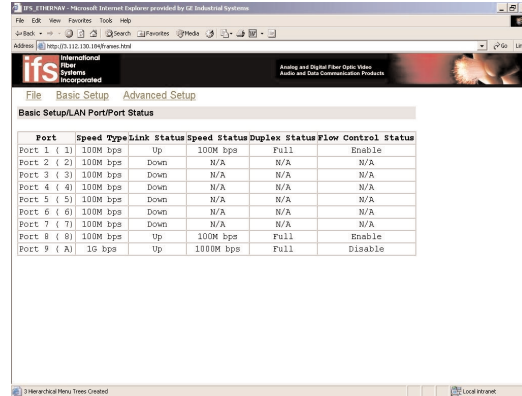 IFS_ETHERNAV - Microsoft Internet Explorer provided by GE Industrial Systems
File Edit View Favorites Tools Help
Back Search Favorites Media
Address http://3.112.130.184/frames.html Go
ifs International Fiber Systems Incorporated
Analog and Digital Fiber Optic Video
Audio and Data Communication Products
File Basic Setup Advanced Setup
Basic Setup/LAN Port/Port Status
Port Speed Type Link Status Speed Status Duplex Status Flow Control Status
Port 1 ( 1) 100M bps Up 100M bps Full Enable
Port 2 ( 2) 100M bps Down N/A N/A N/A
Port 3 ( 3) 100M bps Down N/A N/A N/A
Port 4 ( 4) 100M bps Down N/A N/A N/A
Port 5 ( 5) 100M bps Down N/A N/A N/A
Port 6 ( 6) 100M bps Down N/A N/A N/A
Port 7 ( 7) 100M bps Down N/A N/A N/A
Port 8 ( 8) 100M bps Up 100M bps Full Enable
Port 9 ( A) 1G bps Up 1000M bps Full Disable
3 Hierarchical Menu Trees Created Local intranet